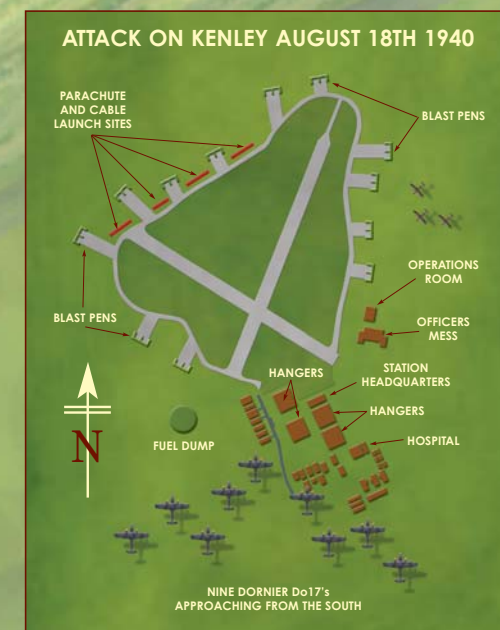 ATTACK ON KENLEY AUGUST 18TH 1940
PARACHUTE
AND CABLE
LAUNCH SITES
BLAST PENS
OPERATIONS
ROOM
OFFICERS
MESS
BLAST PENS
STATION
HEADQUARTERS
HANGERS
HANGERS
HOSPITAL
FUEL DUMP
N
NINE DORNIER Do17's
APPROACHING FROM THE SOUTH